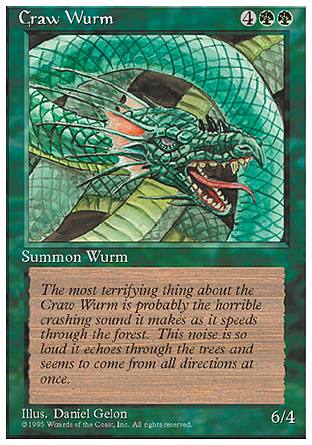 Craw Wurm 4
Summon Wurm
The most terrifying thing about the
Craw Wurm is probably the horrible
crashing sound it makes as it speeds
through the forest. This noise is so
loud it echoes through the trees and
seems to come from all directions at
once.
Illus. Daniel Gelon 6/4
©1995 Wizards of the Coast, Inc. All rights reserved.